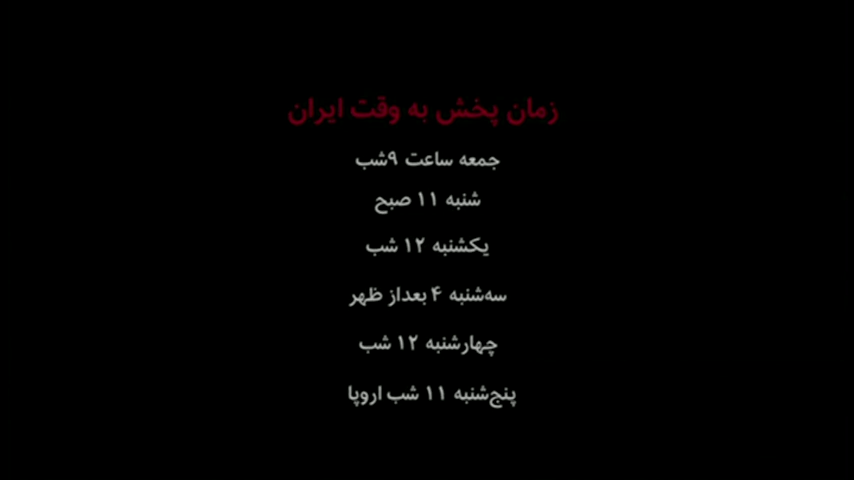 زمان پخش به وقت ایران
جمعه ساعت ۹شب
شنبه ۱۱ صبح
یکشنبه ۱۲ شب
سه‌شنبه ۴ بعداز ظهر
چهارشنبه ۱۲ شب
پنج‌شنبه ۱۱ شب اروپا